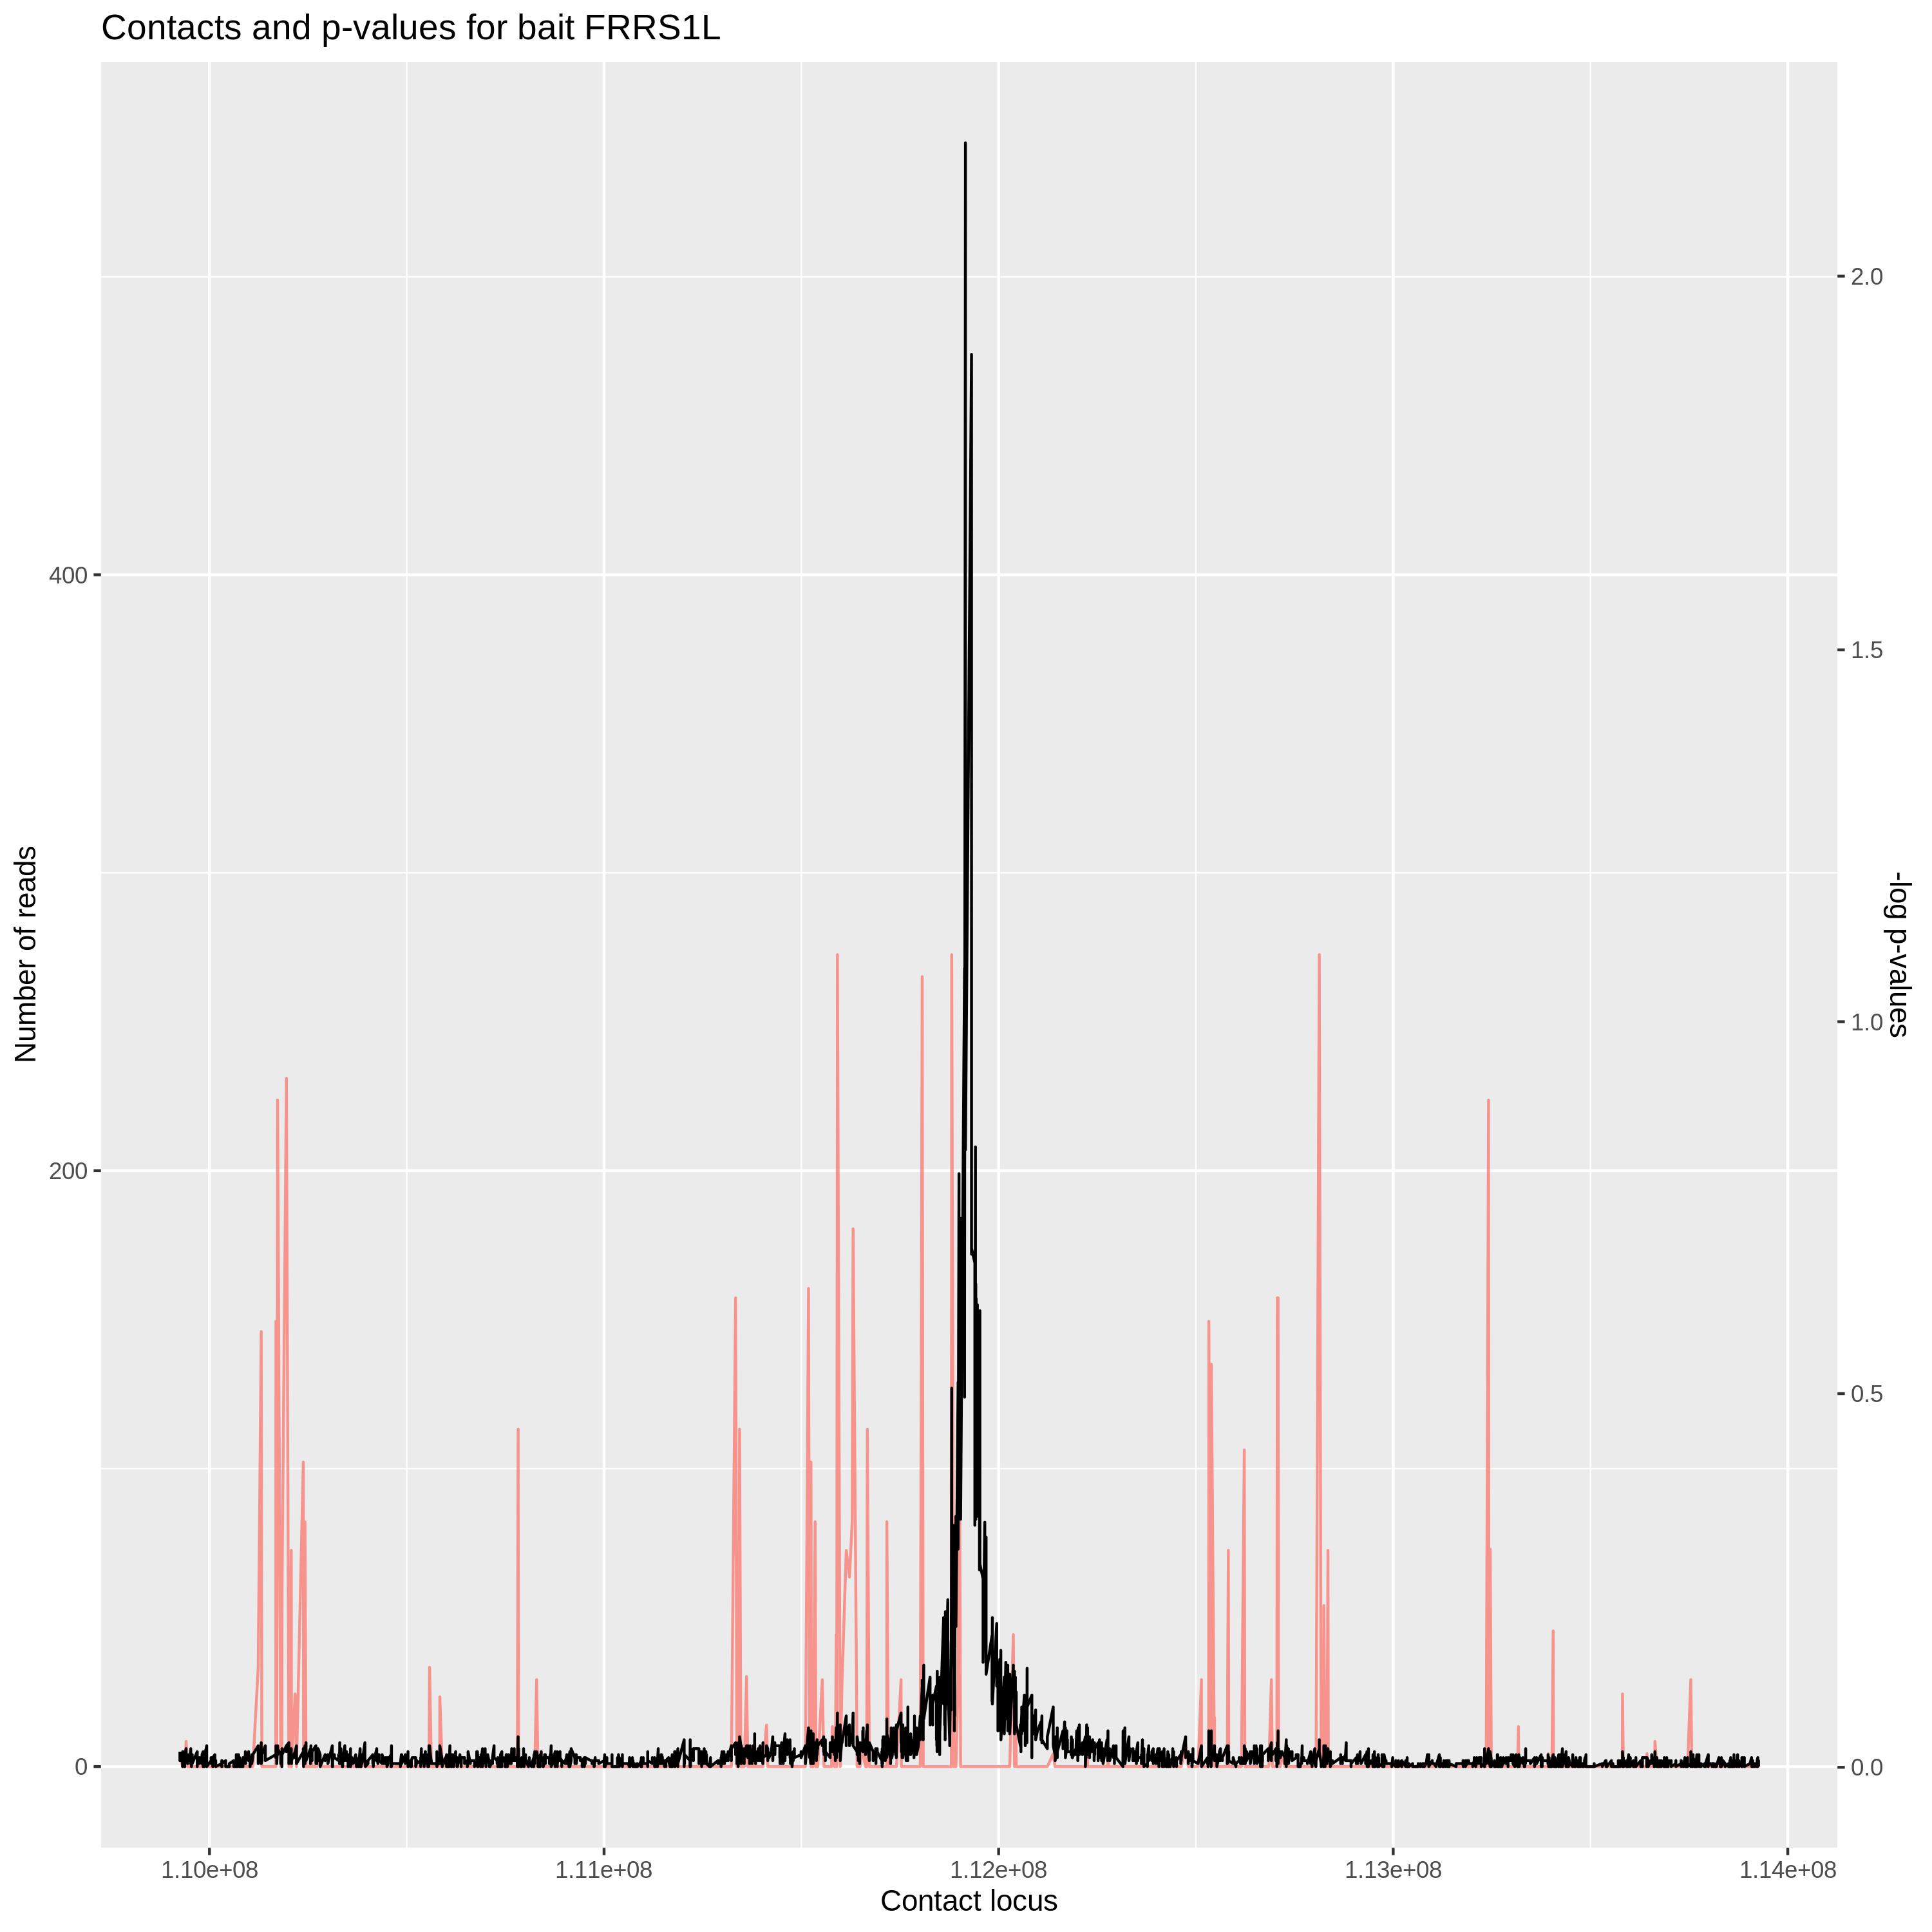 Contacts and p-values for bait FRRS1L
Number of reads
400
200
0
2.0
1.5
1.0
0.5
0.0
-log p-values
1.10e+08
1.11e+08
1.12e+08
1.13e+08
1.14e+08
Contact locus